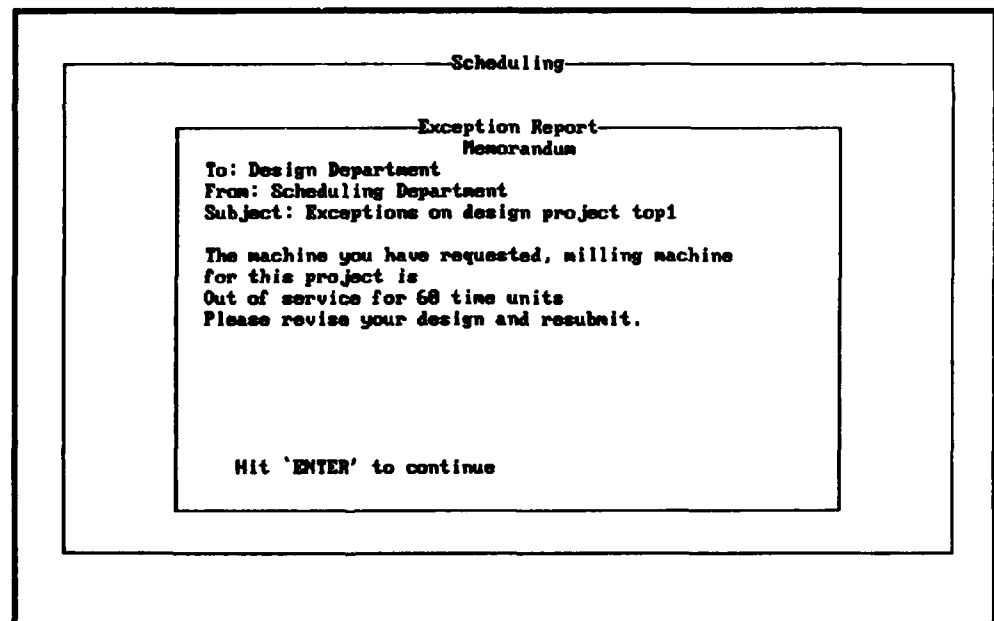 Scheduling
Exception Report
Memorandum
To: Design Department
From: Scheduling Department
Subject: Exceptions on design project top1
The machine you have requested, milling machine
for this project is
Out of service for 60 time units
Please revise your design and resubmit.
Hit `ENTER' to continue